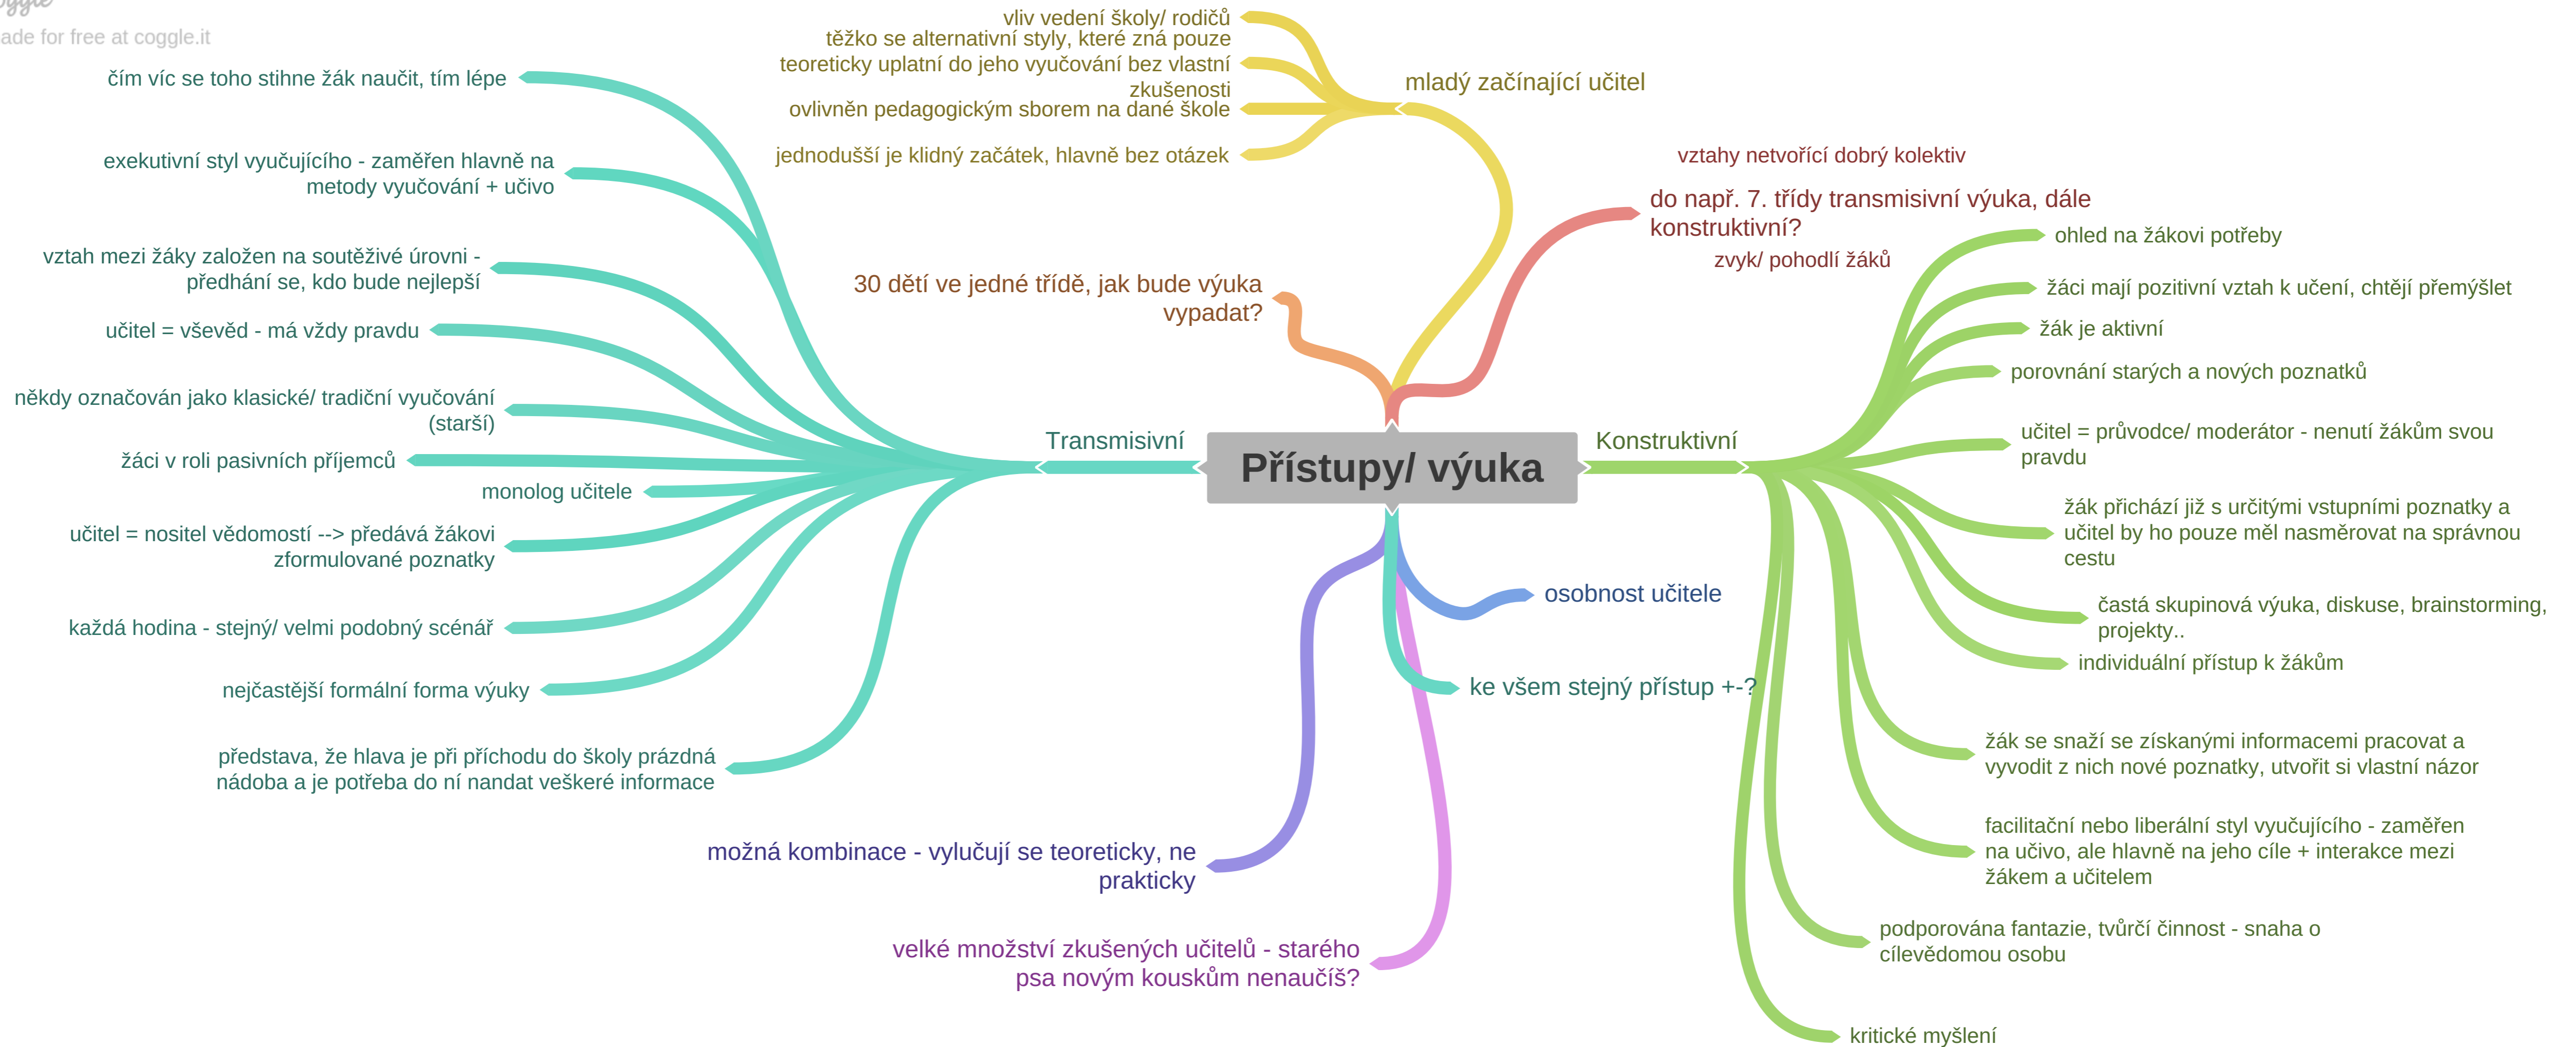 ade for free at coggle.it
vliv vedení školy/ rodičů
těžko se alternativní styly, které zná pouze
teoreticky uplatní do jeho vyučování bez vlastní
zkušenosti
ovlivněn pedagogickým sborem na dané škole
jednodušší je klidný začátek, hlavně bez otázek
mladý začínající učitel
vztahy netvořící dobrý kolektiv
do např. 7. třídy transmisivní výuka, dále
konstruktivní?
zvyk/ pohodlí žáků
30 dětí ve jedné třídě, jak bude výuka
vypadat?
čím víc se toho stihne žák naučit, tím lépe
exekutivní styl vyučujícího - zaměřen hlavně na
metody vyučování + učivo
vztah mezi žáky založen na soutěživé úrovni -
předhání se, kdo bude nejlepší
učitel = vševěd - má vždy pravdu
někdy označován jako klasické/ tradiční vyučování
(starší)
žáci v roli pasivních příjemců
monolog učitele
učitel = nositel vědomostí --> předává žákovi
zformulované poznatky
každá hodina - stejný/ velmi podobný scénář
nejčastější formální forma výuky
představa, že hlava je při příchodu do školy prázdná
nádoba a je potřeba do ní nandat veškeré informace
Transmisivní
Přístupy/ výuka
Konstruktivní
ohled na žákovi potřeby
žáci mají pozitivní vztah k učení, chtějí přemýšlet
žák je aktivní
porovnání starých a nových poznatků
učitel = průvodce/ moderátor - nenutí žákům svou
pravdu
žák přichází již s určitými vstupními poznatky a
učitel by ho pouze měl nasměrovat na správnou
cestu
častá skupinová výuka, diskuse, brainstorming,
projekty..
individuální přístup k žákům
žák se snaží se získanými informacemi pracovat a
vyvodit z nich nové poznatky, utvořit si vlastní názor
facilitační nebo liberální styl vyučujícího - zaměřen
na učivo, ale hlavně na jeho cíle + interakce mezi
žákem a učitelem
podporována fantazie, tvůrčí činnost - snaha o
cílevědomou osobu
kritické myšlení
osobnost učitele
ke všem stejný přístup +-?
možná kombinace - vylučují se teoreticky, ne
prakticky
velké množství zkušených učitelů - starého
psa novým kouskům nenaučíš?